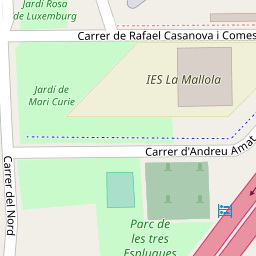 Jardí Rosa
de Luxemburg
Carrer de Rafael Casanova i Comes
IES La Mallola
Jardí de
Mari Curie
Carrer d'Andreu Amat
Carrer del Nord
Parc de
les tres
Esplugues